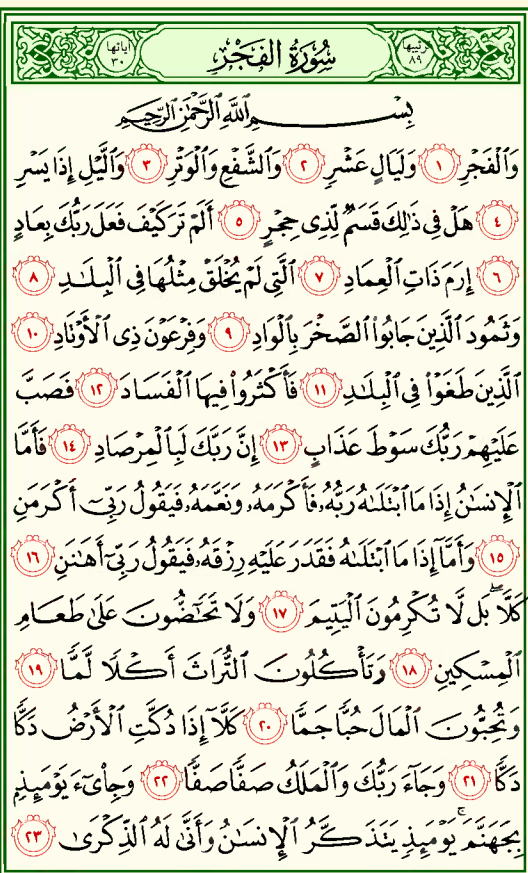 ترتيبها ٨٩ سُورَةُ الفَجْرِ آياتها ٣٠
بِسْمِ ٱللَّهِ ٱلرَّحْمَٰنِ ٱلرَّحِيمِ
وَٱلْفَجْرِ ١ وَلَيَالٍ عَشْرٍ ٢ وَٱلشَّفْعِ وَٱلْوَتْرِ ٣ وَٱلَّيْلِ إِذَا يَسْرِ
٤ هَلْ فِى ذَٰلِكَ قَسَمٌ لِّذِى حِجْرٍ ٥ أَلَمْ تَرَ كَيْفَ فَعَلَ رَبُّكَ بِعَادٍ
٦ إِرَمَ ذَاتِ ٱلْعِمَادِ ٧ ٱلَّتِى لَمْ يُخْلَقْ مِثْلُهَا فِى ٱلْبِلَٰدِ ٨
وَثَمُودَ ٱلَّذِينَ جَابُوا۟ ٱلصَّخْرَ بِٱلْوَادِ ٩ وَفِرْعَوْنَ ذِى ٱلْأَوْتَادِ ١٠
ٱلَّذِينَ طَغَوْا۟ فِى ٱلْبِلَٰدِ ١١ فَأَكْثَرُوا۟ فِيهَا ٱلْفَسَادَ ١٢ فَصَبَّ
عَلَيْهِمْ رَبُّكَ سَوْطَ عَذَابٍ ١٣ إِنَّ رَبَّكَ لَبِٱلْمِرْصَادِ ١٤ فَأَمَّا
ٱلْإِنسَٰنُ إِذَا مَا ٱبْتَلَىٰهُ رَبُّهُۥ فَأَكْرَمَهُۥ وَنَعَّمَهُۥ فَيَقُولُ رَبِّىٓ أَكْرَمَنِ
١٥ وَأَمَّآ إِذَا مَا ٱبْتَلَىٰهُ فَقَدَرَ عَلَيْهِ رِزْقَهُۥ فَيَقُولُ رَبِّىٓ أَهَٰنَنِ ١٦
كَلَّا ۖ بَل لَّا تُكْرِمُونَ ٱلْيَتِيمَ ١٧ وَلَا تَحَٰٓضُّونَ عَلَىٰ طَعَامِ
ٱلْمِسْكِينِ ١٨ وَتَأْكُلُونَ ٱلتُّرَاثَ أَكْلًا لَّمًّا ١٩
وَتُحِبُّونَ ٱلْمَالَ حُبًّا جَمًّا ٢٠ كَلَّآ إِذَا دُكَّتِ ٱلْأَرْضُ دَكًّا
دَكًّا ٢١ وَجَآءَ رَبُّكَ وَٱلْمَلَكُ صَفًّا صَفًّا ٢٢ وَجِا۟ىٓءَ يَوْمَئِذٍۭ
بِجَهَنَّمَ ۚ يَوْمَئِذٍ يَتَذَكَّرُ ٱلْإِنسَٰنُ وَأَنَّىٰ لَهُ ٱلذِّكْرَىٰ ٢٣